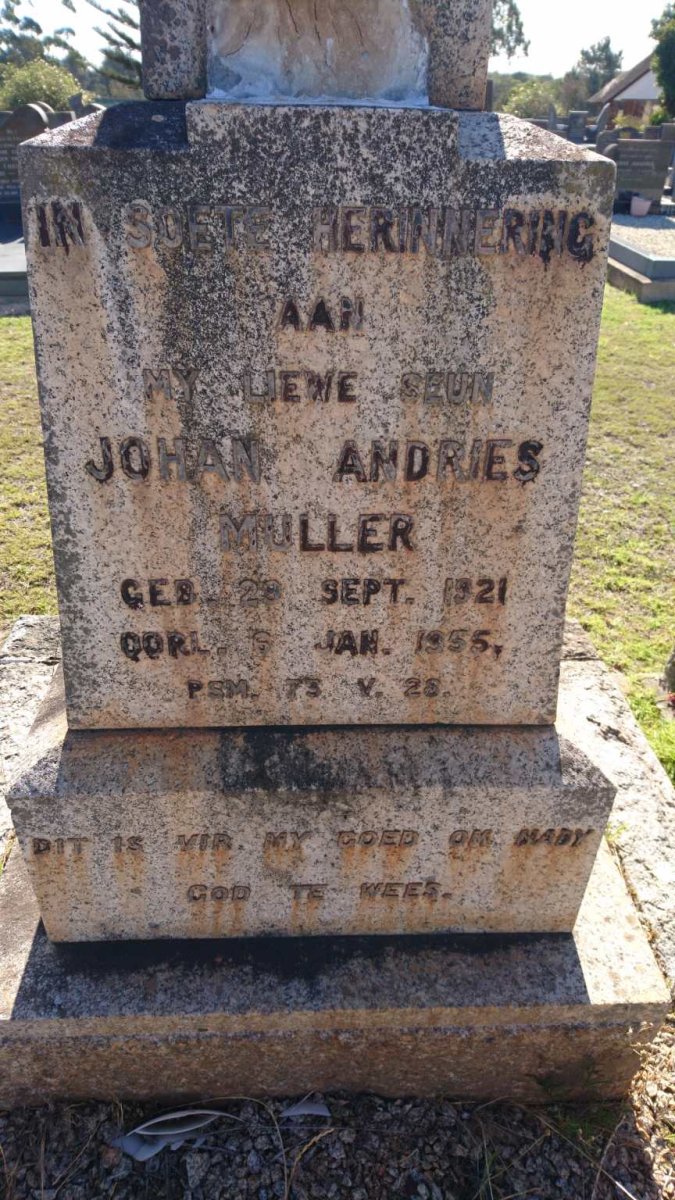 IN SOETE HERINNERING
AAN
MY LIEWE SEUN
JOHAN ANDRIES
MULLER
GEB. 29 SEPT. 1921
OORL. 6 JAN. 1955,
PSM. 73 V. 28.
DIT IS VIR MY GOED OM NABY
GOD TE WEES.